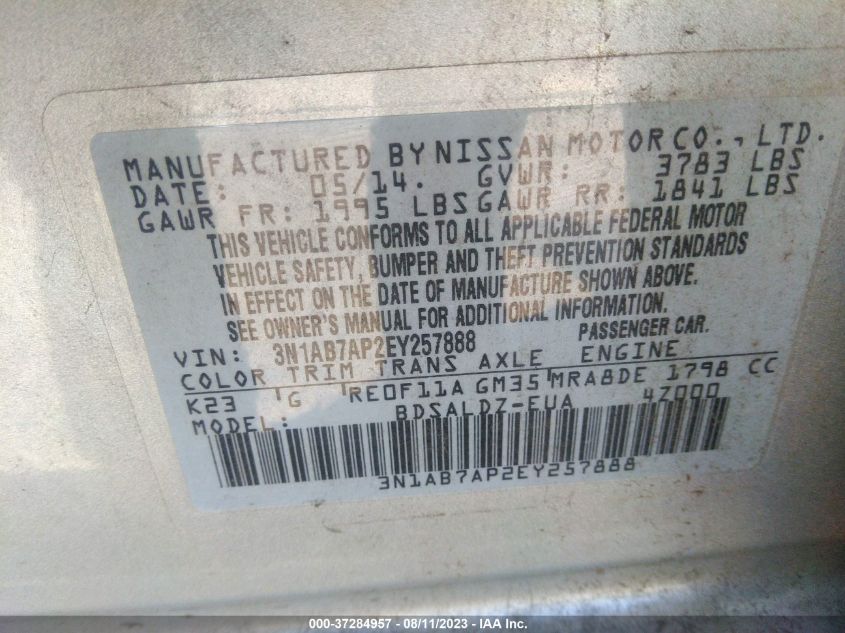 MANUFACTURED BY NISSAN MOTOR CO., LTD.
DATE: 05/14. GVWR: 3783 LBS
GAWR FR: 1995 LBS GAWR RR: 1841 LBS
THIS VEHICLE CONFORMS TO ALL APPLICABLE FEDERAL MOTOR
VEHICLE SAFETY, BUMPER AND THEFT PREVENTION STANDARDS
IN EFFECT ON THE DATE OF MANUFACTURE SHOWN ABOVE.
SEE OWNER'S MANUAL FOR ADDITIONAL INFORMATION.
VIN: 3N1AB7AP2EY257888 PASSENGER CAR.
COLOR TRIM TRANS AXLE ENGINE
K23 G RE0F11A GM35 MRA8DE 1798 CC
MODEL: BDSALDZ-EUA 4Z000
3N1AB7AP2EY257888
000-37284957 - 08/11/2023 - IAA Inc.